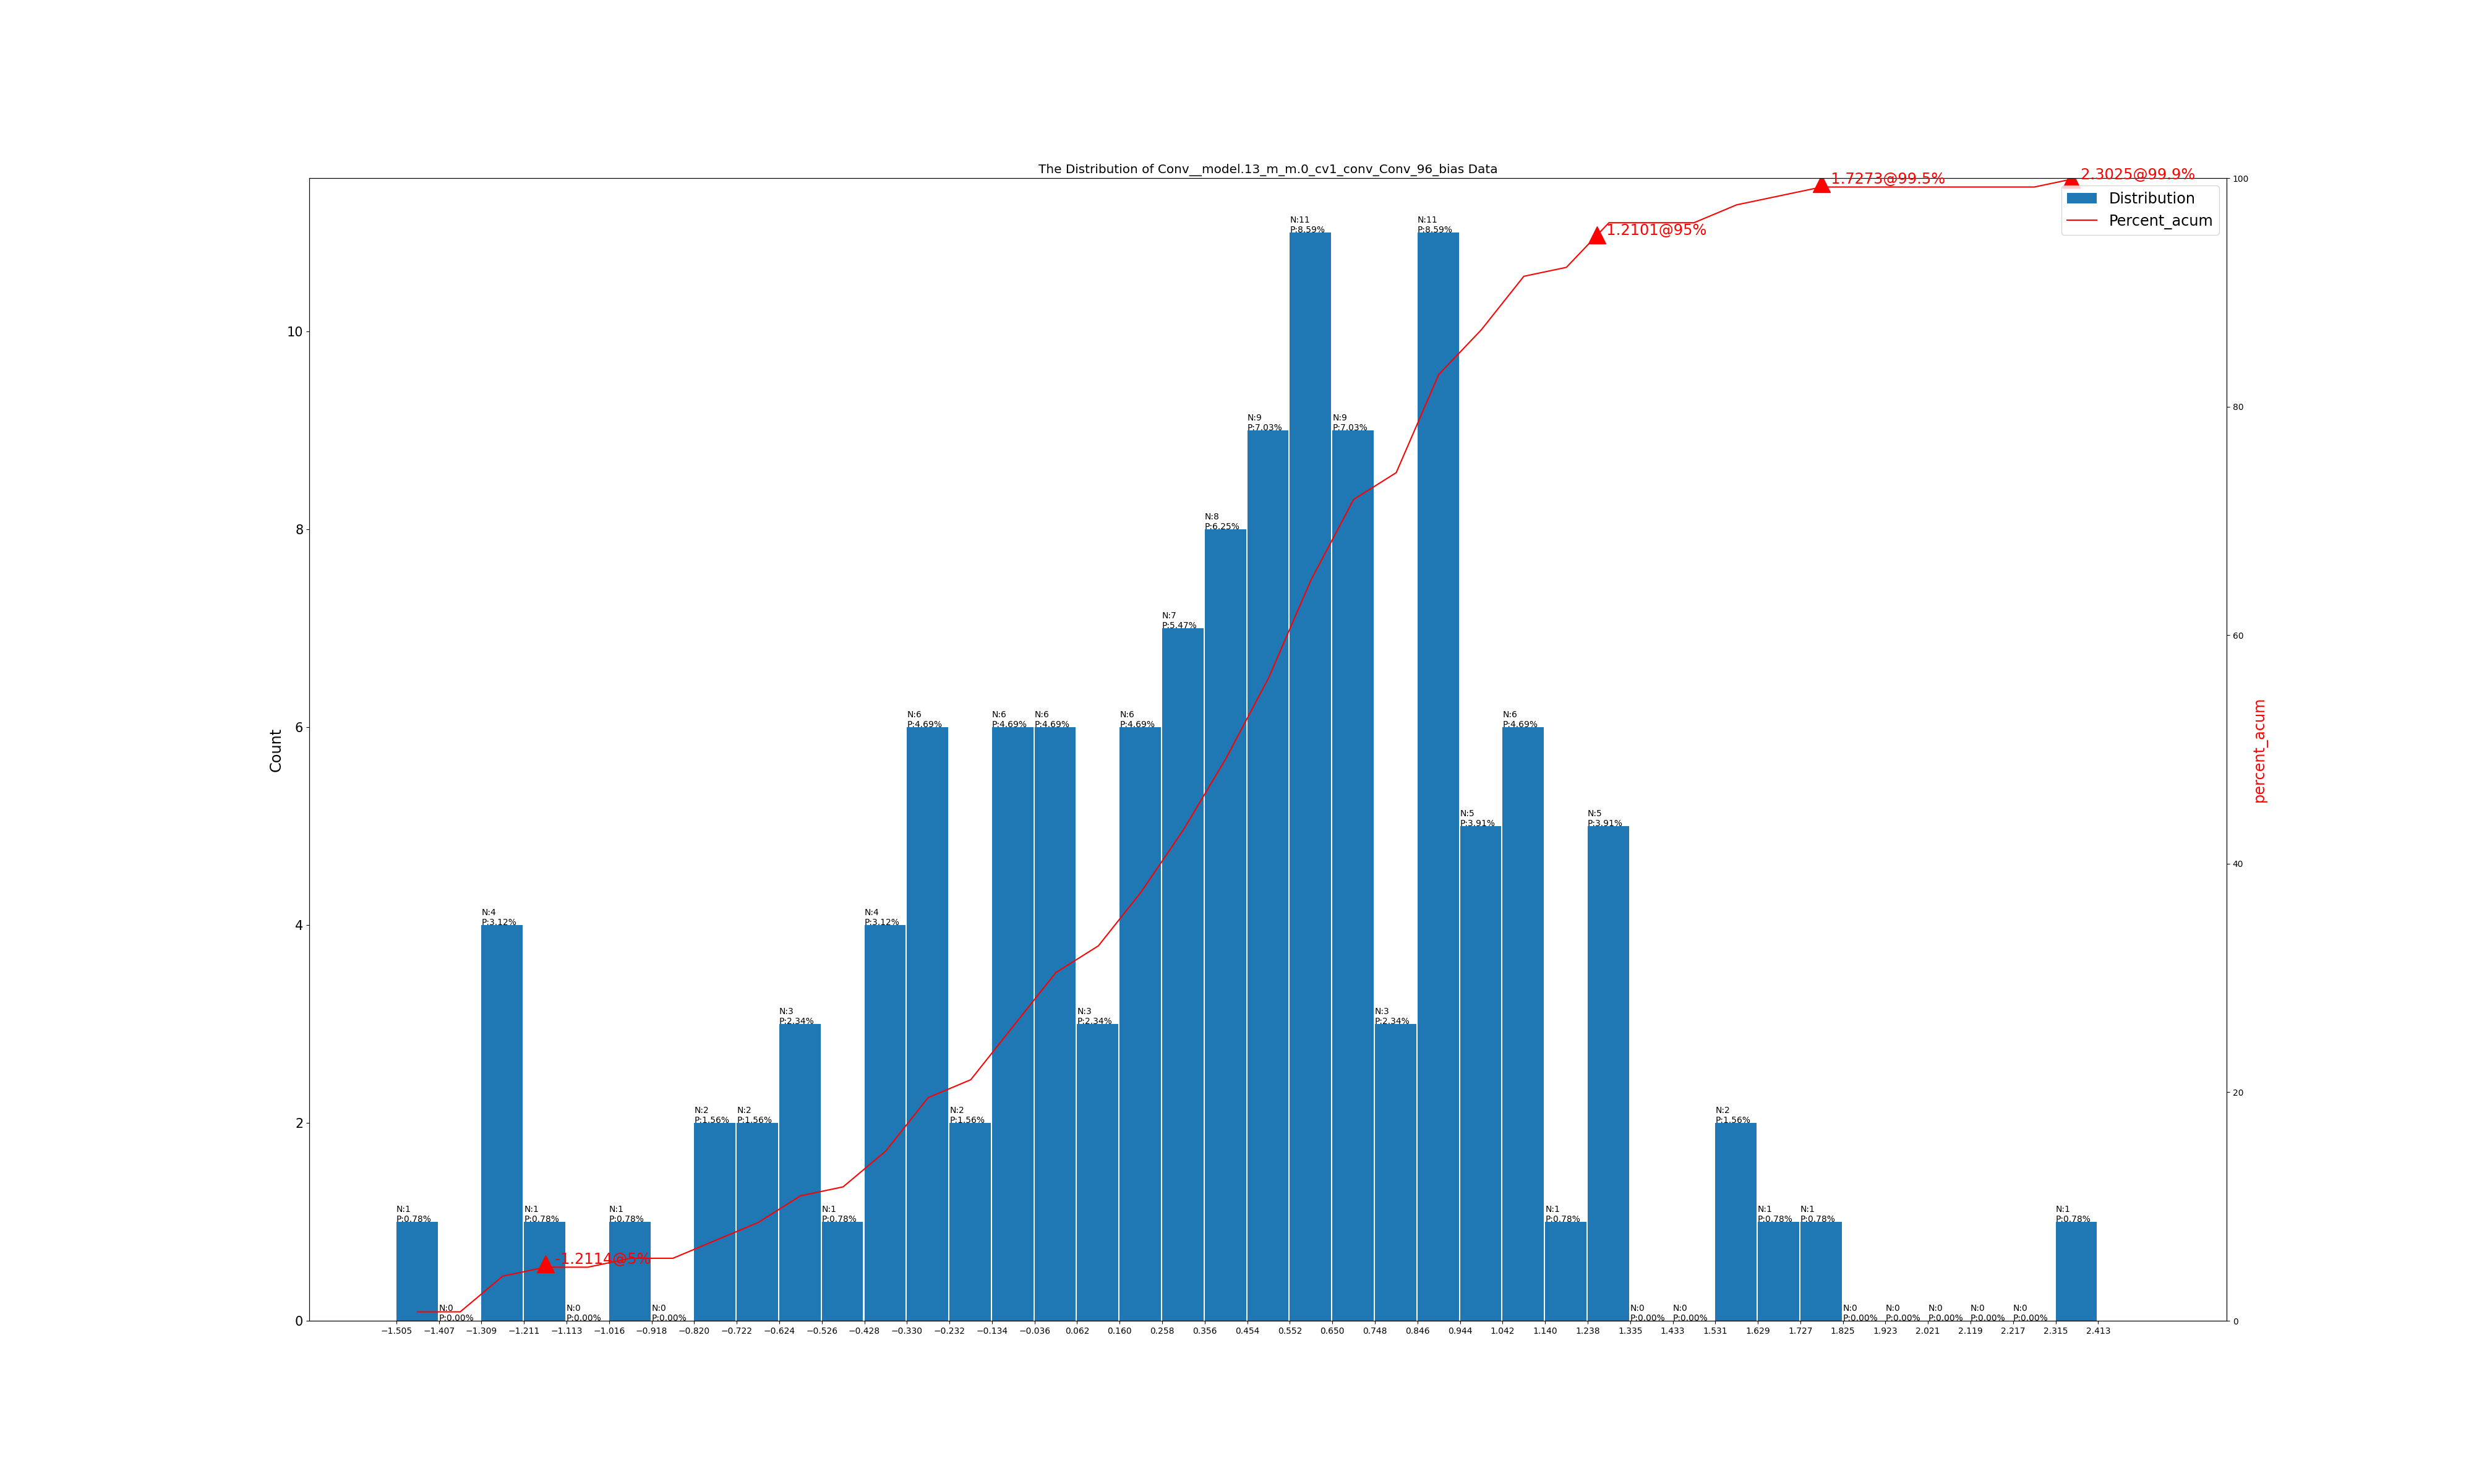 The Distribution of Conv__model.13_m_m.0_cv1_conv_Conv_96_bias Data
1.7273@99.5%
2.3025@99.9%
1.2101@95%
-1.2114@5%
Distribution
Percent_acum
Count
percent_acum
10
8
6
4
2
0
100
80
60
40
20
0
N:1
P:0.78%
N:0
P:0.00%
N:4
P:3.12%
N:1
P:0.78%
N:0
P:0.00%
N:1
P:0.78%
N:0
P:0.00%
N:2
P:1.56%
N:2
P:1.56%
N:3
P:2.34%
N:1
P:0.78%
N:4
P:3.12%
N:6
P:4.69%
N:2
P:1.56%
N:6
P:4.69%
N:6
P:4.69%
N:3
P:2.34%
N:6
P:4.69%
N:7
P:5.47%
N:8
P:6.25%
N:9
P:7.03%
N:11
P:8.59%
N:9
P:7.03%
N:3
P:2.34%
N:11
P:8.59%
N:5
P:3.91%
N:6
P:4.69%
N:1
P:0.78%
N:5
P:3.91%
N:0
P:0.00%
N:0
P:0.00%
N:2
P:1.56%
N:1
P:0.78%
N:1
P:0.78%
N:0
P:0.00%
N:0
P:0.00%
N:0
P:0.00%
N:0
P:0.00%
N:0
P:0.00%
N:1
P:0.78%
−1.505 −1.407 −1.309 −1.211 −1.113 −1.016 −0.918 −0.820 −0.722 −0.624 −0.526 −0.428 −0.330 −0.232 −0.134 −0.036 0.062 0.160 0.258 0.356 0.454 0.552 0.650 0.748 0.846 0.944 1.042 1.140 1.238 1.335 1.433 1.531 1.629 1.727 1.825 1.923 2.021 2.119 2.217 2.315 2.413